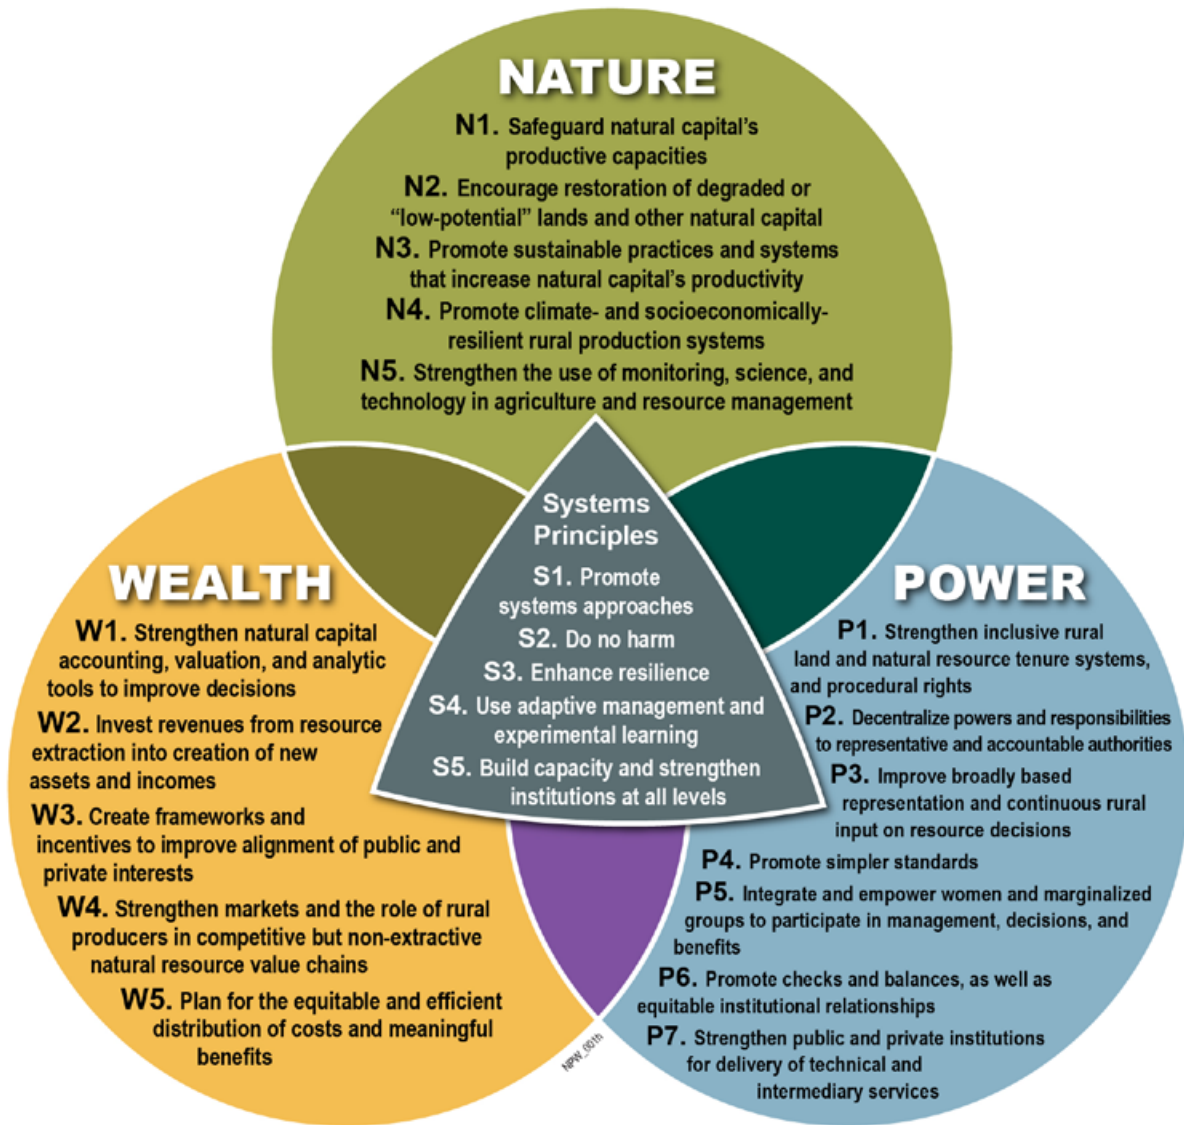 NATURE
N1. Safeguard natural capital's
productive capacities
N2. Encourage restoration of degraded or
“low-potential” lands and other natural capital
N3. Promote sustainable practices and systems
that increase natural capital's productivity
N4. Promote climate- and socioeconomically-
resilient rural production systems
N5. Strengthen the use of monitoring, science, and
technology in agriculture and resource management
Systems
Principles
S1. Promote
systems approaches
S2. Do no harm
S3. Enhance resilience
S4. Use adaptive management and
experimental learning
S5. Build capacity and strengthen
institutions at all levels
WEALTH
W1. Strengthen natural capital
accounting, valuation, and analytic
tools to improve decisions
W2. Invest revenues from resource
extraction into creation of new
assets and incomes
W3. Create frameworks and
incentives to improve alignment of public and
private interests
W4. Strengthen markets and the role of rural
producers in competitive but non-extractive
natural resource value chains
W5. Plan for the equitable and efficient
distribution of costs and meaningful
benefits
POWER
P1. Strengthen inclusive rural
land and natural resource tenure systems,
and procedural rights
P2. Decentralize powers and responsibilities
to representative and accountable authorities
P3. Improve broadly based
representation and continuous rural
input on resource decisions
P4. Promote simpler standards
P5. Integrate and empower women and marginalized
groups to participate in management, decisions, and
benefits
P6. Promote checks and balances, as well as
equitable institutional relationships
P7. Strengthen public and private institutions
for delivery of technical and
intermediary services
NPW_001h